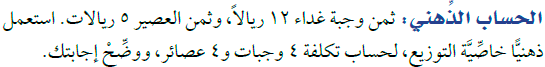 الحساب الذِّهني: ثمن وجبة غداء ١٢ ريالاً، وثمن العصير ٥ ريالات. استعمل
ذهنيًّا خاصِّيَّة التوزيع، لحساب تكلفة ٤ وجبات و٤ عصائر، ووضِّحْ إجابتك.